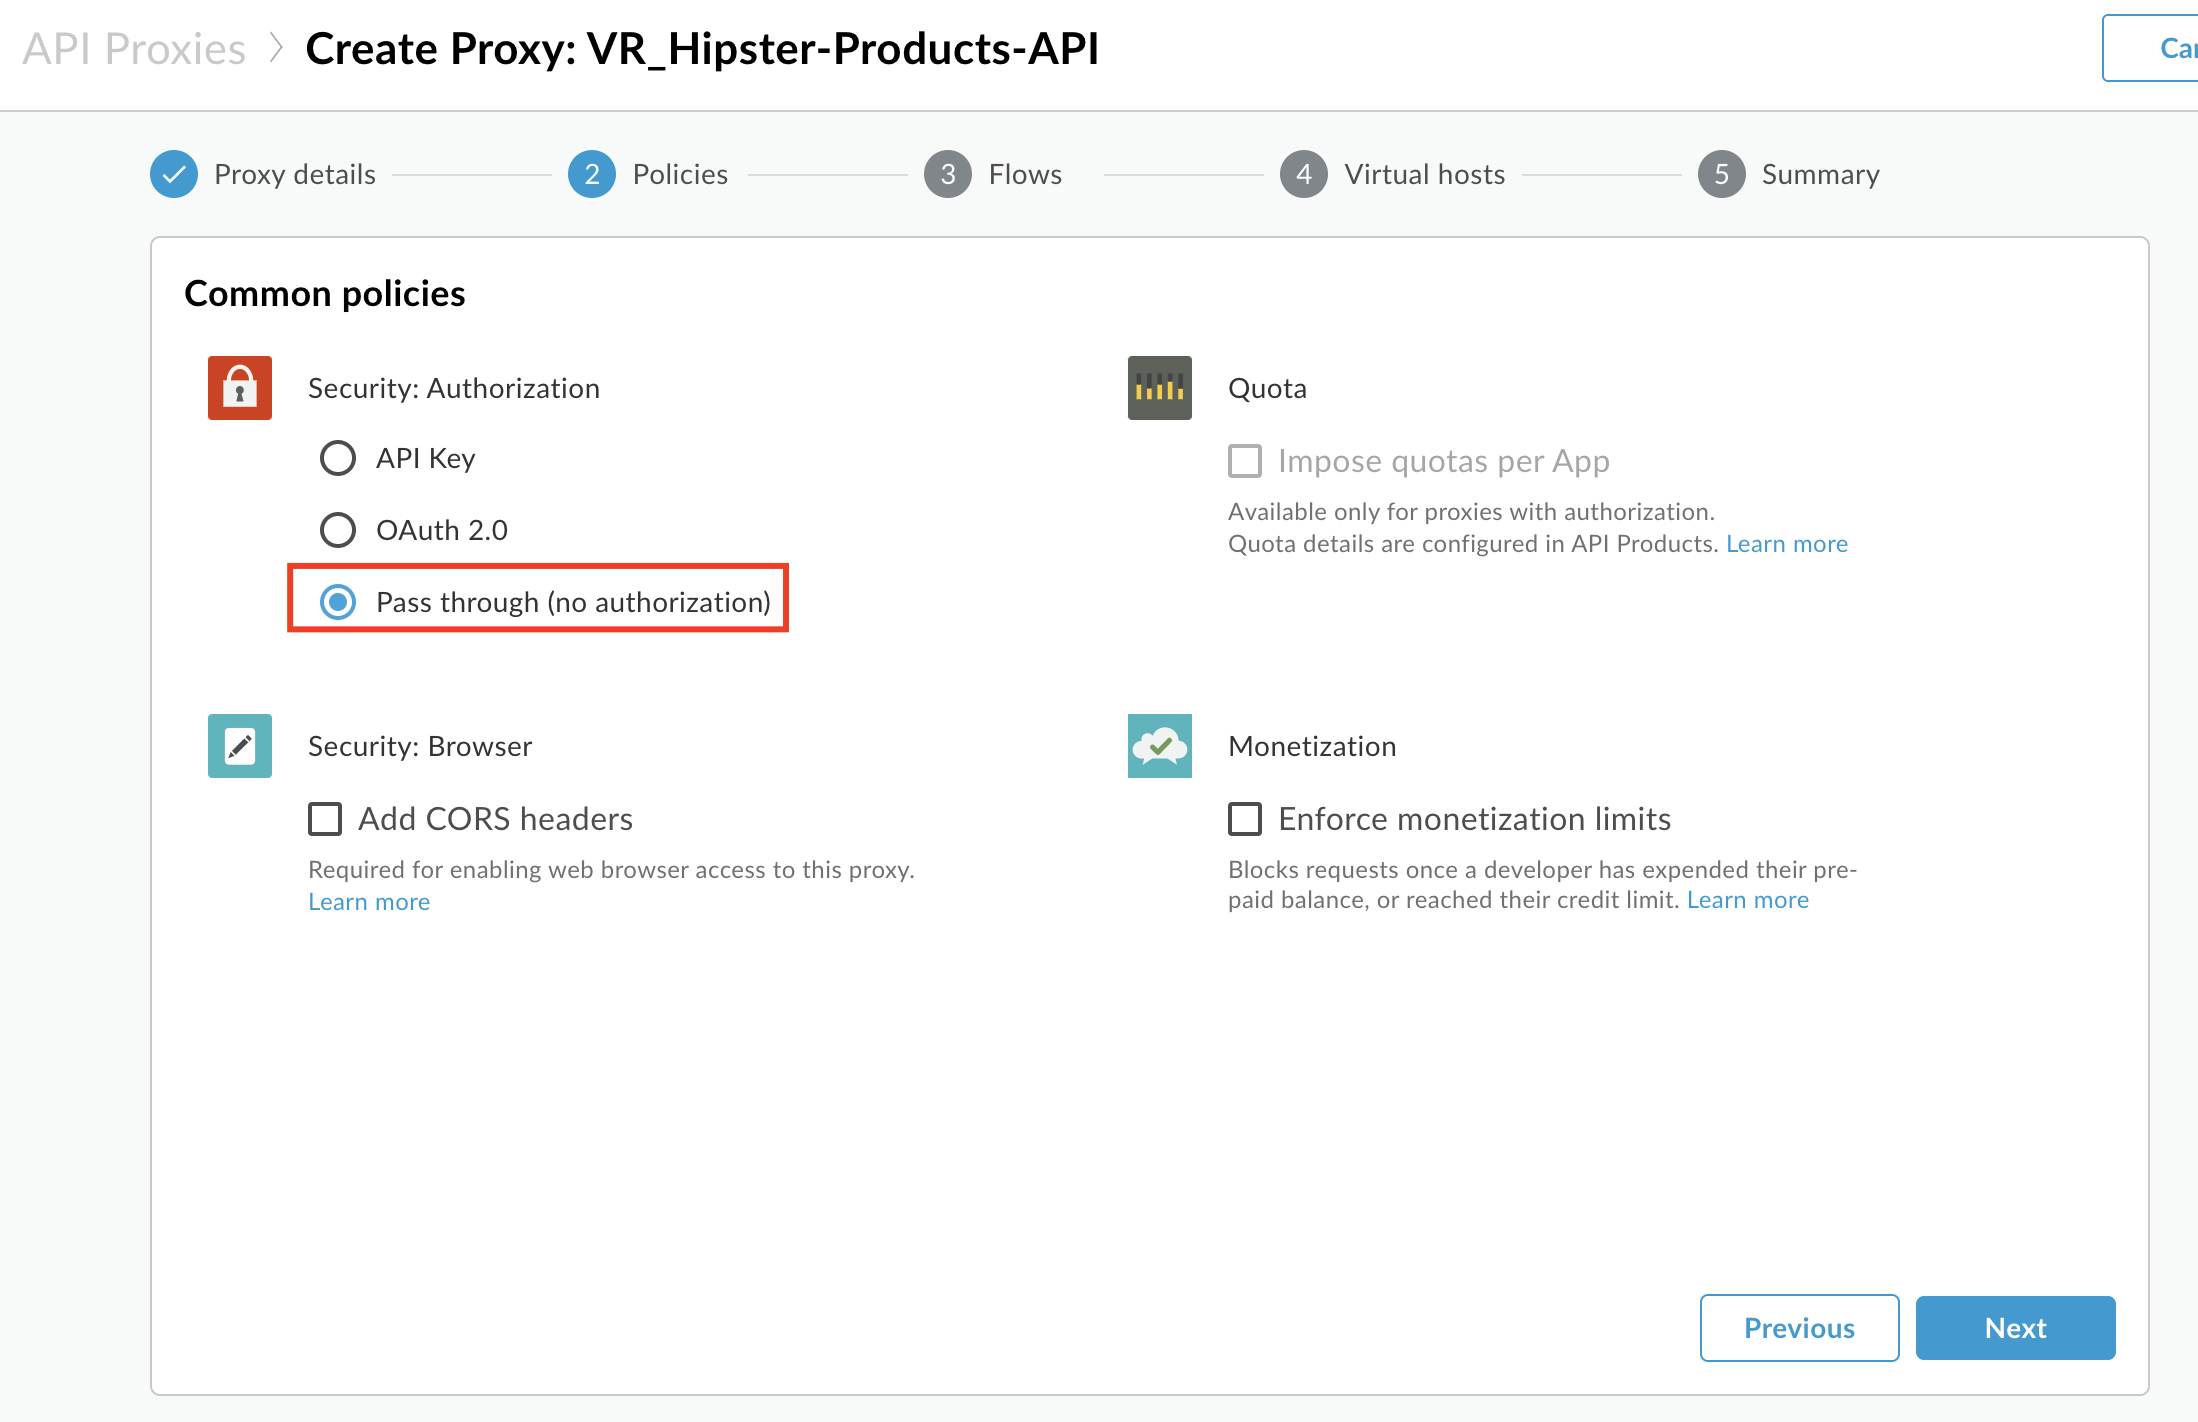 API Proxies > Create Proxy: VR_Hipster-Products-API
Proxy details
2 Policies
3 Flows
4 Virtual hosts
5 Summary
Common policies
Security: Authorization
API Key
OAuth 2.0
Pass through (no authorization)
Quota
Impose quotas per App
Available only for proxies with authorization.
Quota details are configured in API Products. Learn more
Security: Browser
Add CORS headers
Required for enabling web browser access to this proxy.
Learn more
Monetization
Enforce monetization limits
Blocks requests once a developer has expended their pre-
paid balance, or reached their credit limit. Learn more
Previous
Next